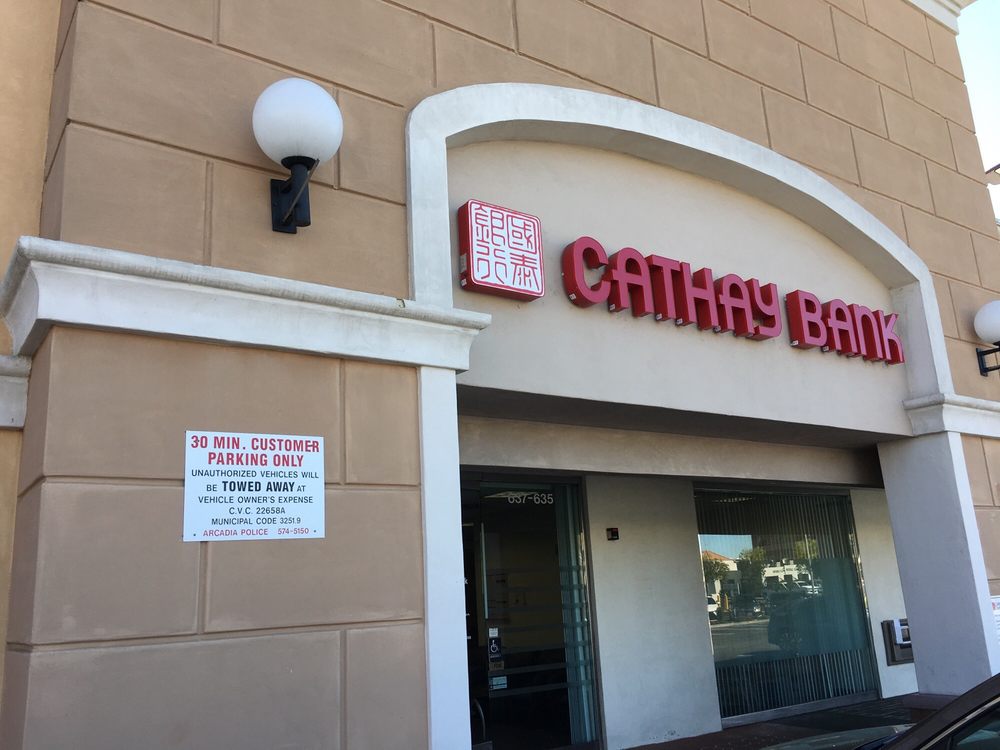 國泰
銀行
CATHAY BANK
30 MIN. CUSTOMER
PARKING ONLY
UNAUTHORIZED VEHICLES WILL
BE TOWED AWAY AT
VEHICLE OWNER'S EXPENSE
C.V.C. 22658A
MUNICIPAL CODE 3251.9
• ARCADIA POLICE 574-5150 •
637-635